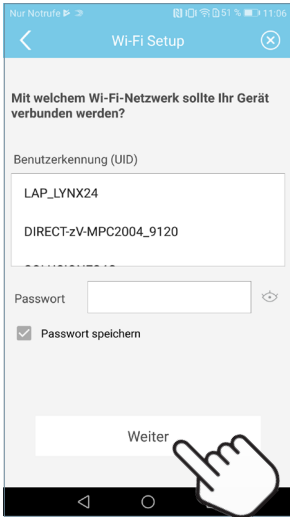 Nur Notrufe 51 % 11:06
Wi-Fi Setup
Mit welchem Wi-Fi-Netzwerk sollte Ihr Gerät
verbunden werden?
Benutzerkennung (UID)
LAP_LYNX24
DIRECT-zV-MPC2004_9120
Passwort
Passwort speichern
Weiter